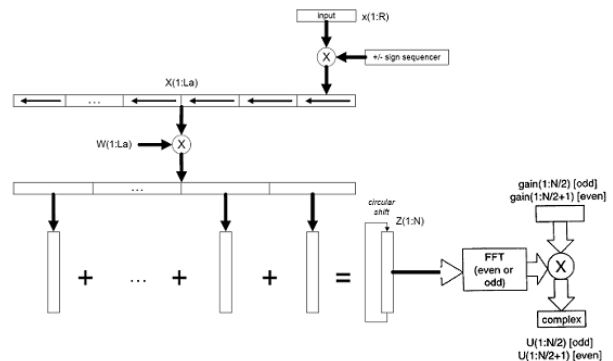 input x(1:R)
X
+/- sign sequencer
X(1:La)
...
W(1:La)
X
...
circular
shift
Z(1:N)
+ ... + + =
FFT
(even or
odd)
gain(1:N/2) [odd]
gain(1:N/2+1) [even]
X
complex
U(1:N/2) [odd]
U(1:N/2+1) [even]